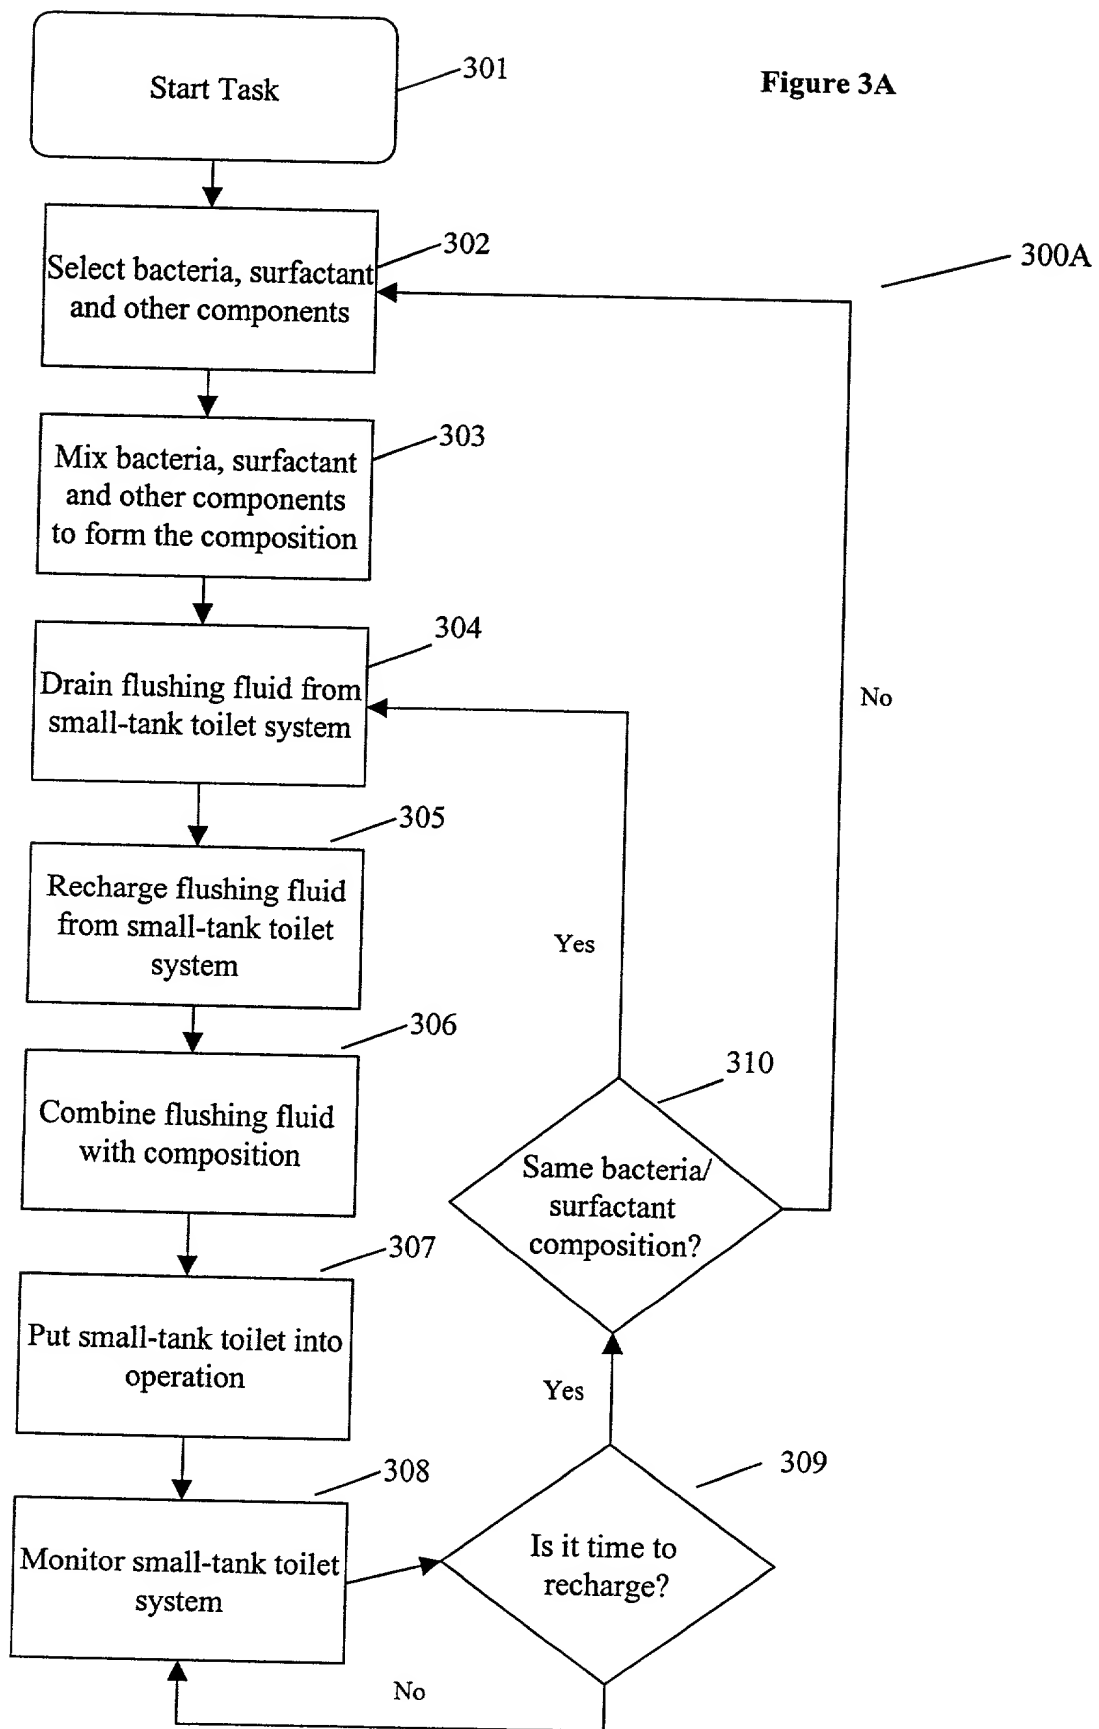 Start Task
301
Figure 3A
Select bacteria, surfactant
and other components
302
300A
Mix bacteria, surfactant
and other components
to form the composition
303
Drain flushing fluid from
small-tank toilet system
304
No
Recharge flushing fluid
from small-tank toilet
system
305
Yes
Combine flushing fluid
with composition
306
Same bacteria/
surfactant
composition?
310
Put small-tank toilet into
operation
307
Yes
Monitor small-tank toilet
system
308
Is it time to
recharge?
309
No